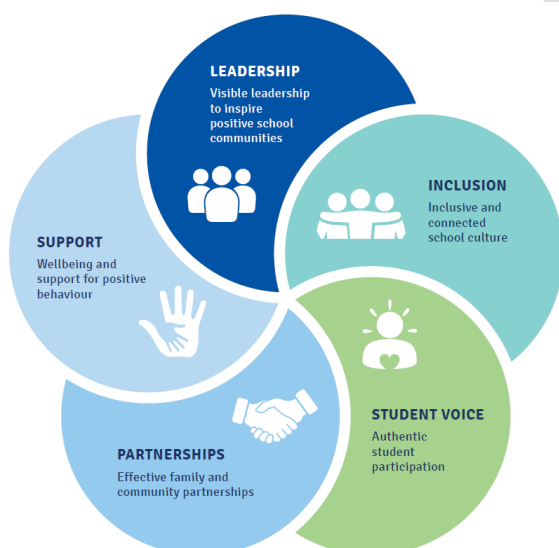 LEADERSHIP
Visible leadership
to inspire
positive school
communities
INCLUSION
Inclusive and
connected
school culture
STUDENT VOICE
Authentic
student
participation
PARTNERSHIPS
Effective family and
community partnerships
SUPPORT
Wellbeing and
support for positive
behaviour